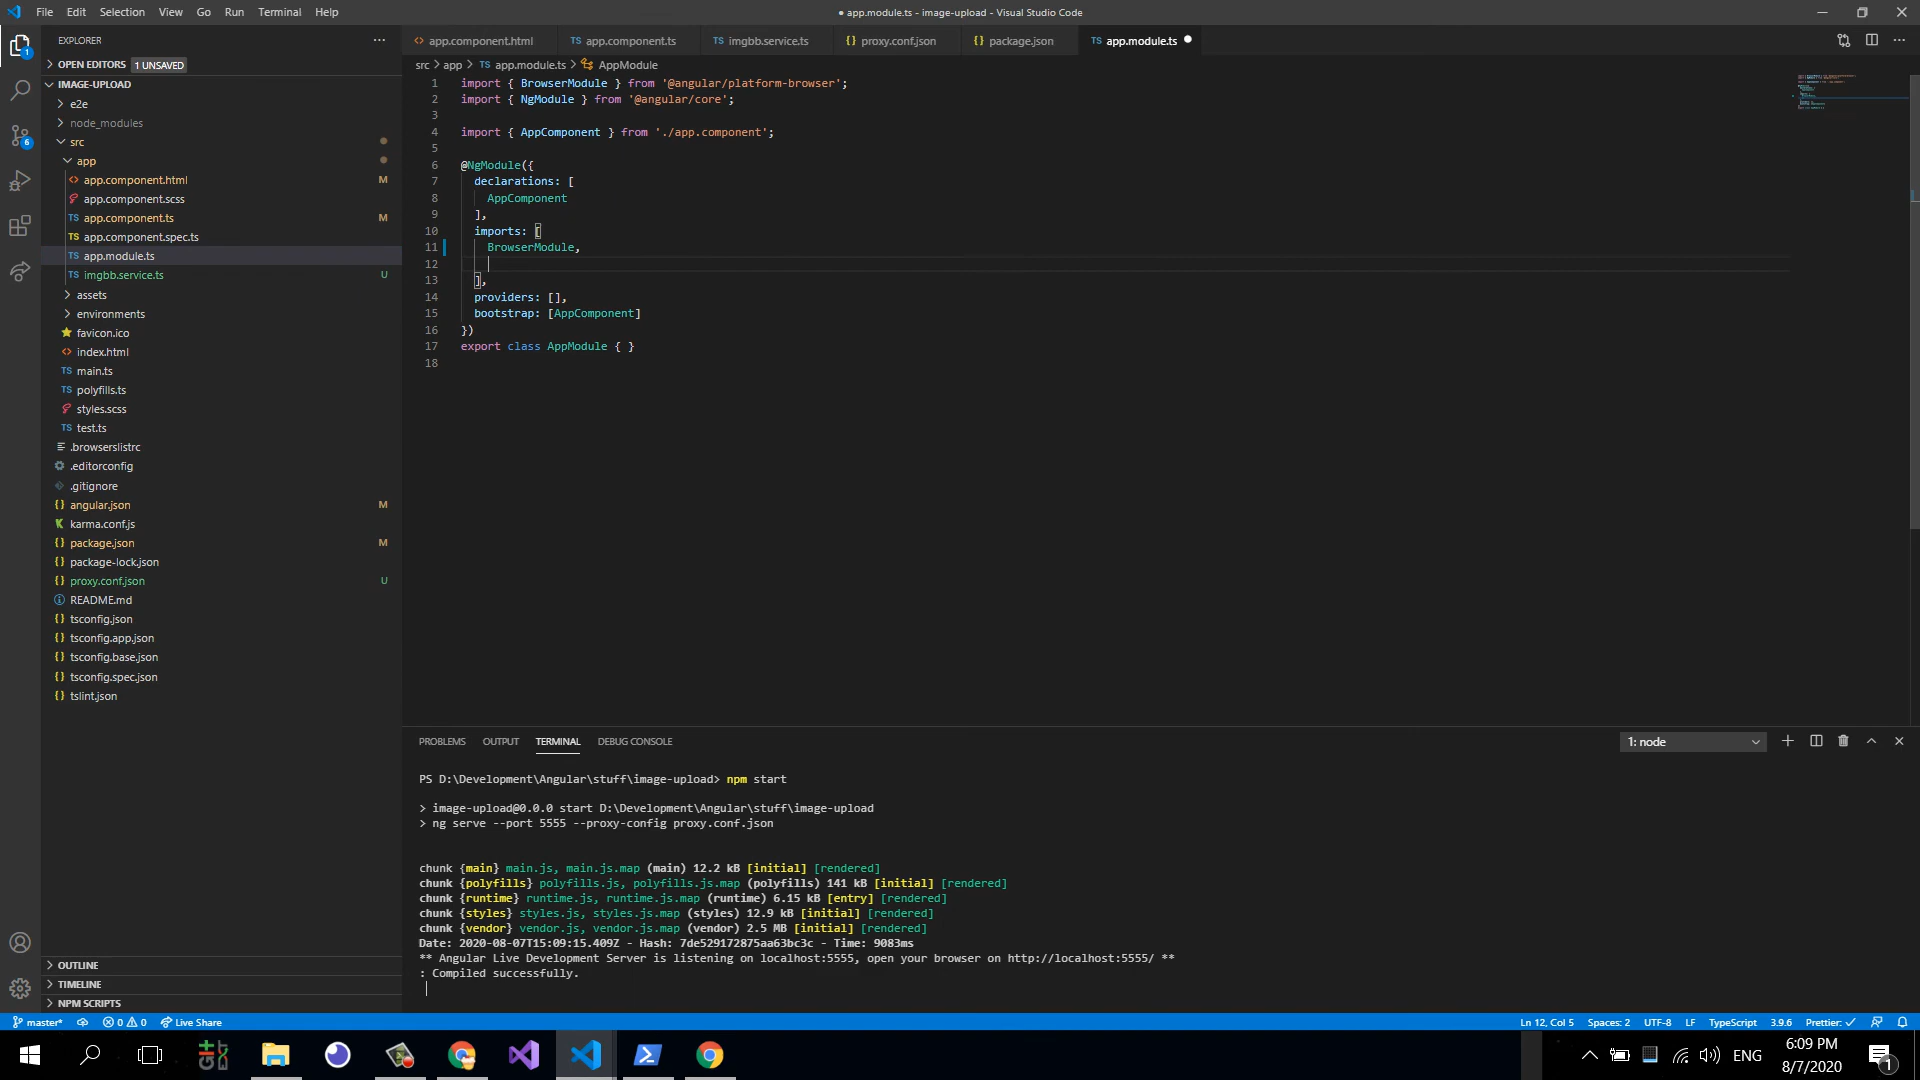 File Edit Selection View Go Run Terminal Help
● app.module.ts - image-upload - Visual Studio Code
EXPLORER
OPEN EDITORS 1 UNSAVED
IMAGE-UPLOAD
e2e
node_modules
src
app
app.component.html M
app.component.scss
TS app.component.ts M
TS app.component.spec.ts
TS app.module.ts
TS imgbb.service.ts U
assets
environments
favicon.ico
index.html
TS main.ts
TS polyfills.ts
styles.scss
TS test.ts
.browserslistrc
.editorconfig
.gitignore
{} angular.json M
karma.conf.js
{} package.json M
{} package-lock.json
{} proxy.conf.json U
README.md
{} tsconfig.json
{} tsconfig.app.json
{} tsconfig.base.json
{} tsconfig.spec.json
{} tslint.json
OUTLINE
TIMELINE
NPM SCRIPTS
app.component.html TS app.component.ts TS imgbb.service.ts {} proxy.conf.json {} package.json TS app.module.ts ●
src > app > TS app.module.ts > AppModule
1 import { BrowserModule } from '@angular/platform-browser';
2 import { NgModule } from '@angular/core';
3
4 import { AppComponent } from './app.component';
5
6 @NgModule({
7 declarations: [
8 AppComponent
9 ],
10 imports: [
11 BrowserModule,
12
13 ],
14 providers: [],
15 bootstrap: [AppComponent]
16 })
17 export class AppModule { }
18
PROBLEMS OUTPUT TERMINAL DEBUG CONSOLE 1: node
PS D:\Development\Angular\stuff\image-upload> npm start
> image-upload@0.0.0 start D:\Development\Angular\stuff\image-upload
> ng serve --port 5555 --proxy-config proxy.conf.json
chunk {main} main.js, main.js.map (main) 12.2 kB [initial] [rendered]
chunk {polyfills} polyfills.js, polyfills.js.map (polyfills) 141 kB [initial] [rendered]
chunk {runtime} runtime.js, runtime.js.map (runtime) 6.15 kB [entry] [rendered]
chunk {styles} styles.js, styles.js.map (styles) 12.9 kB [initial] [rendered]
chunk {vendor} vendor.js, vendor.js.map (vendor) 2.5 MB [initial] [rendered]
Date: 2020-08-07T15:09:15.409Z - Hash: 7de529172875aa63bc3c - Time: 9083ms
** Angular Live Development Server is listening on localhost:5555, open your browser on http://localhost:5555/ **
: Compiled successfully.
master* 0 0 Live Share Ln 12, Col 5 Spaces: 2 UTF-8 LF TypeScript 3.9.6 Prettier: ✓
1
6
ENG
6:09 PM
8/7/2020
1